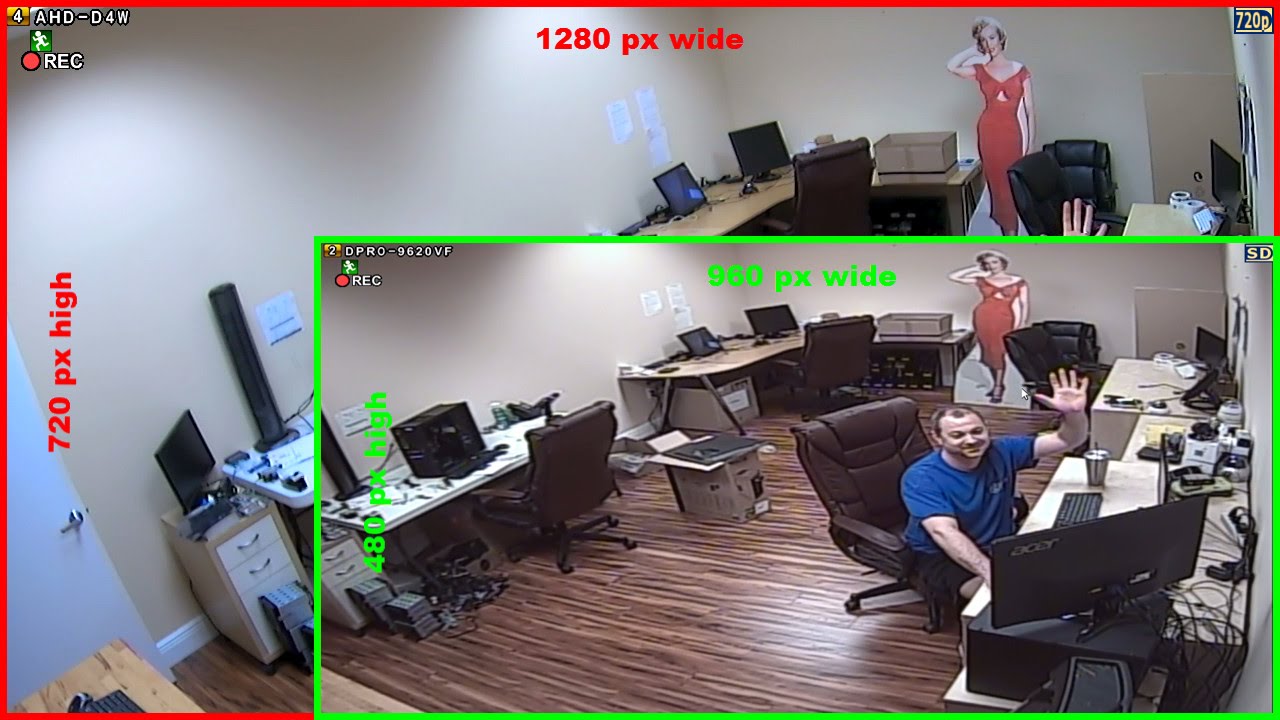 4 AHD-D4W
REC
1280 px wide
720p
720 px high
2 DPRO-9620VF
REC
960 px wide
SD
480 px high
acer